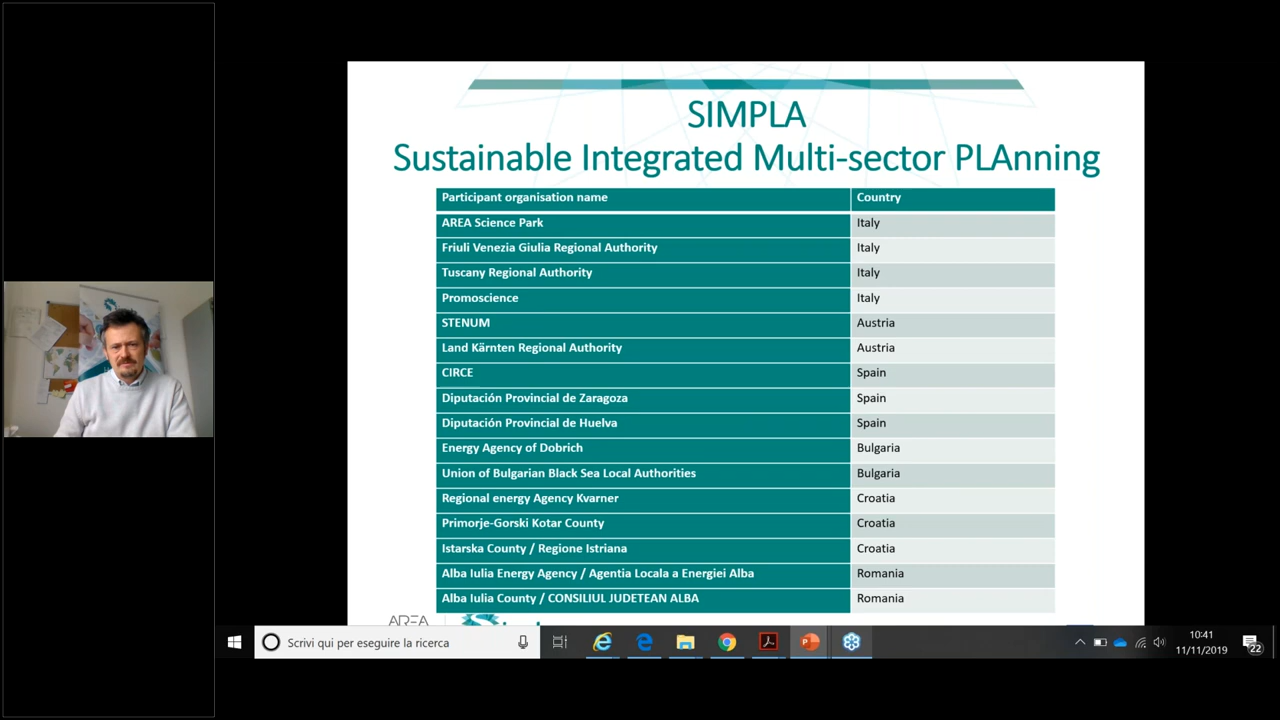 SIMPLA
Sustainable Integrated Multi-sector PLAnning
Participant organisation name Country
AREA Science Park Italy
Friuli Venezia Giulia Regional Authority Italy
Tuscany Regional Authority Italy
Promoscience Italy
STENUM Austria
Land Kärnten Regional Authority Austria
CIRCE Spain
Diputación Provincial de Zaragoza Spain
Diputación Provincial de Huelva Spain
Energy Agency of Dobrich Bulgaria
Union of Bulgarian Black Sea Local Authorities Bulgaria
Regional energy Agency Kvarner Croatia
Primorje-Gorski Kotar County Croatia
Istarska County / Regione Istriana Croatia
Alba Iulia Energy Agency / Agentia Locala a Energiei Alba Romania
Alba Iulia County / CONSILIUL JUDETEAN ALBA Romania
AREA
Scrivi qui per eseguire la ricerca
10:41
11/11/2019
22